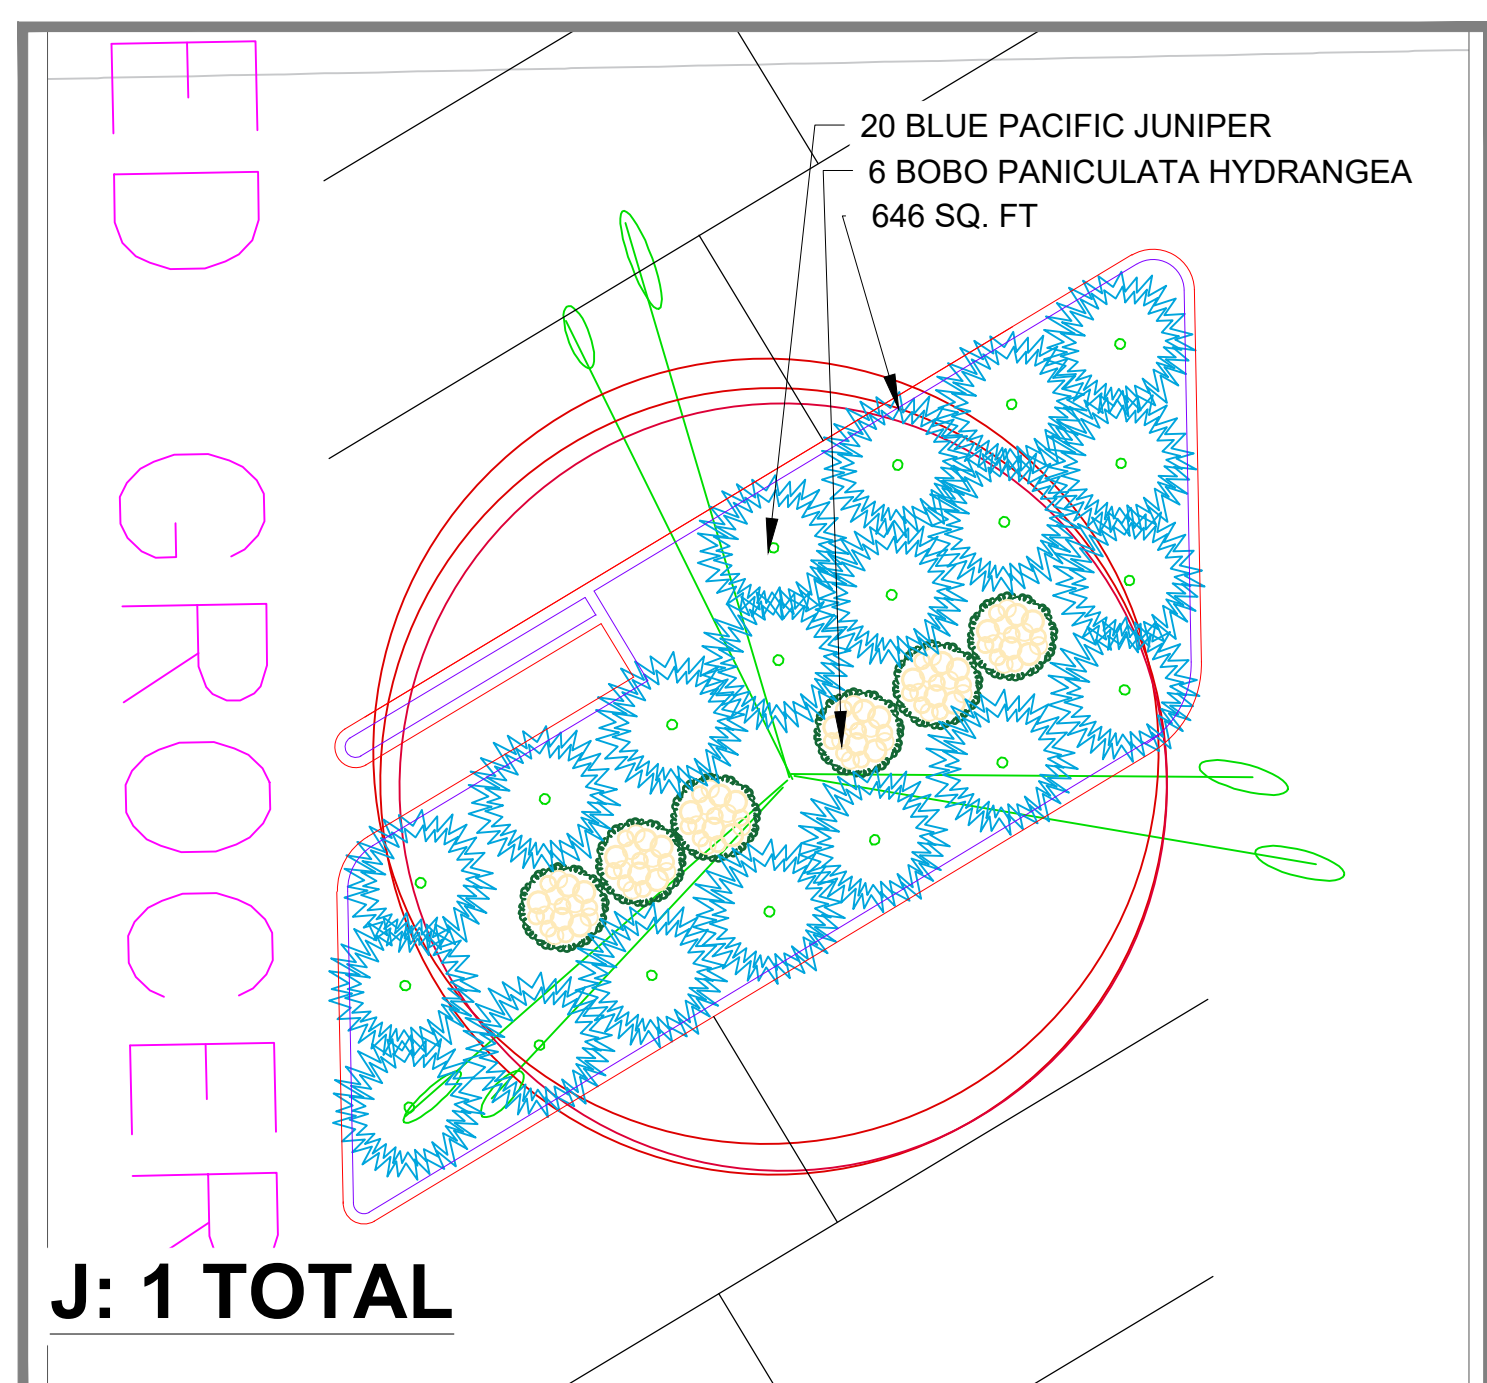 20 BLUE PACIFIC JUNIPER
6 BOBO PANICULATA HYDRANGEA
646 SQ. FT
ED GROCER
J: 1 TOTAL